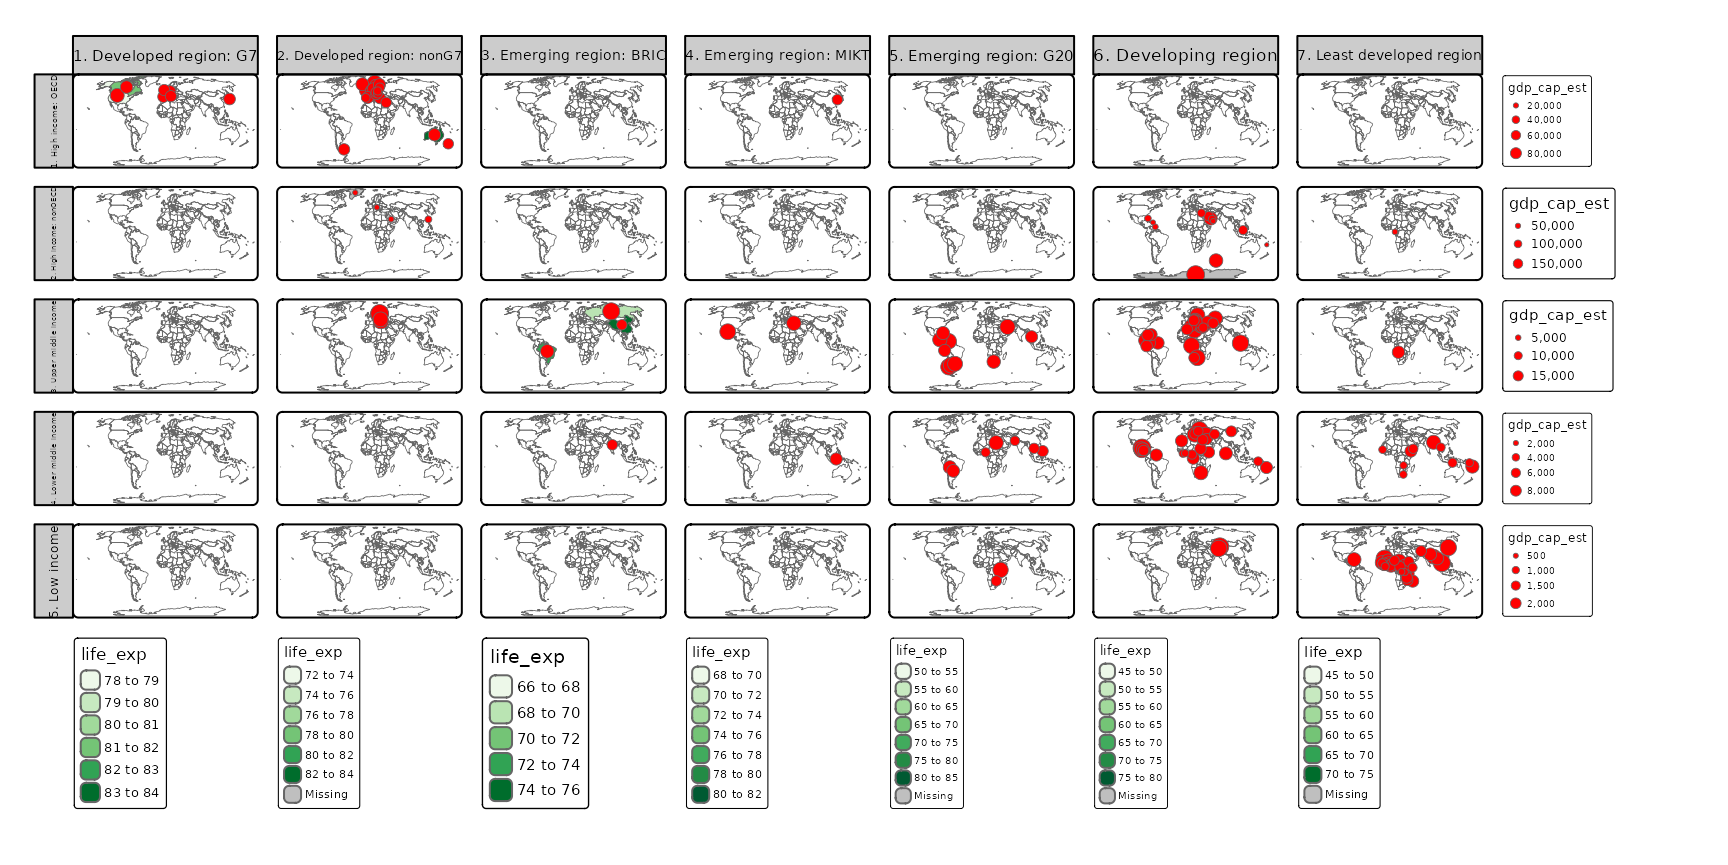 1. Developed region: G7
2. Developed region: nonG7
3. Emerging region: BRIC
4. Emerging region: MIKT
5. Emerging region: G20
6. Developing region
7. Least developed region
1. High income: OECD
gdp_cap_est
20,000
40,000
60,000
80,000
2. High income: nonOECD
gdp_cap_est
50,000
100,000
150,000
3. Upper middle income
gdp_cap_est
5,000
10,000
15,000
4. Lower middle income
gdp_cap_est
2,000
4,000
6,000
8,000
5. Low income
gdp_cap_est
500
1,000
1,500
2,000
life_exp
78 to 79
79 to 80
80 to 81
81 to 82
82 to 83
83 to 84
life_exp
72 to 74
74 to 76
76 to 78
78 to 80
80 to 82
82 to 84
Missing
life_exp
66 to 68
68 to 70
70 to 72
72 to 74
74 to 76
life_exp
68 to 70
70 to 72
72 to 74
74 to 76
76 to 78
78 to 80
80 to 82
life_exp
50 to 55
55 to 60
60 to 65
65 to 70
70 to 75
75 to 80
80 to 85
Missing
life_exp
45 to 50
50 to 55
55 to 60
60 to 65
65 to 70
70 to 75
75 to 80
Missing
life_exp
45 to 50
50 to 55
55 to 60
60 to 65
65 to 70
70 to 75
Missing